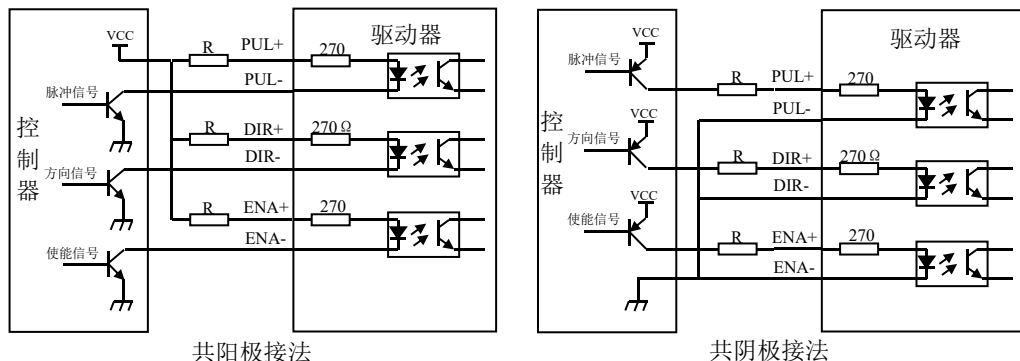 VCC
R
PUL+
270
驱动器
PUL-
脉冲信号
控制器
R
DIR+
270Ω
DIR-
方向信号
R
ENA+
270
ENA-
使能信号
共阳极接法
VCC
驱动器
脉冲信号
R
PUL+
270
PUL-
VCC
控制器
方向信号
R
DIR+
270Ω
DIR-
VCC
使能信号
R
ENA+
270
ENA-
共阴极接法